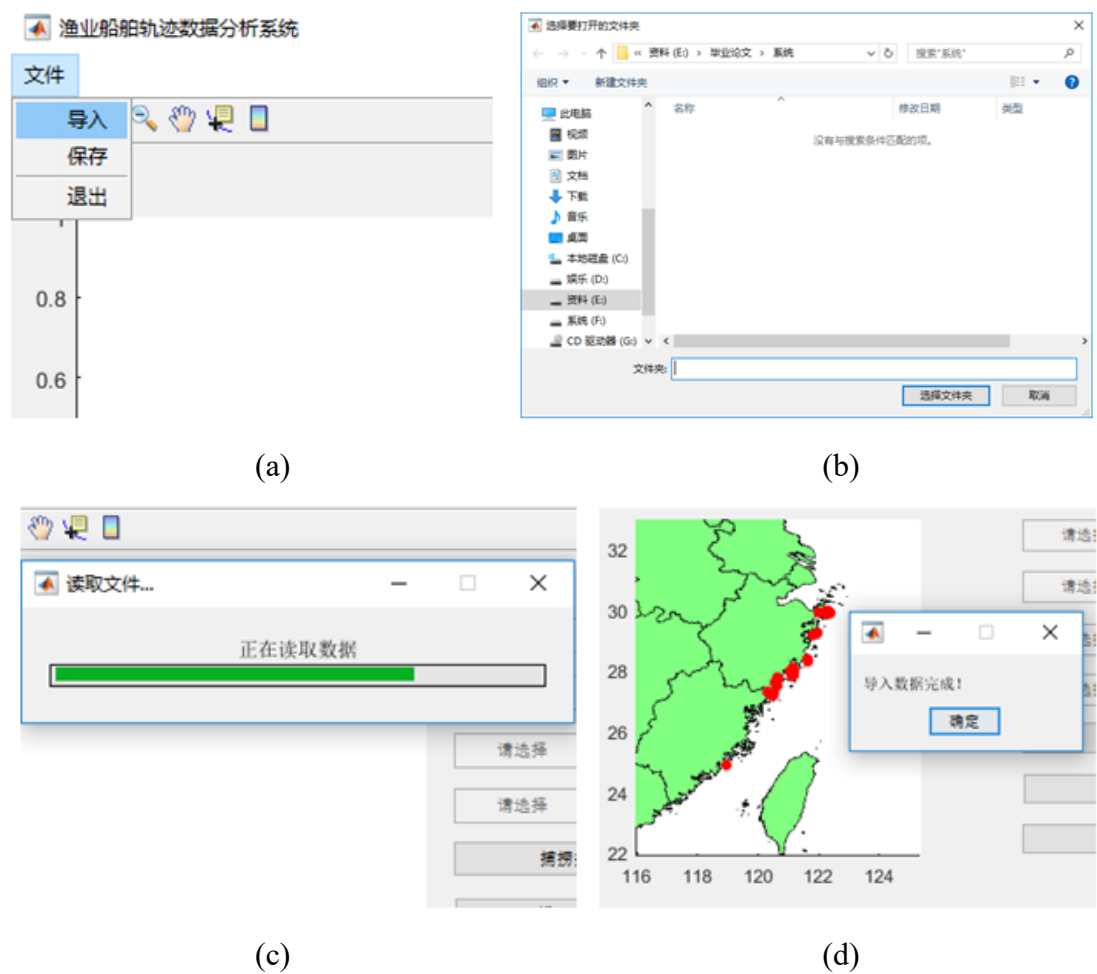 渔业船舶轨迹数据分析系统
文件
导入
保存
退出
1
0.8
0.6
(a)
选择要打开的文件夹
« 资料 (E:) › 毕业论文 › 系统
搜索"系统"
组织 新建文件夹
名称 修改日期 类型
没有与搜索条件匹配的项。
此电脑
视频
图片
文档
下载
音乐
桌面
本地磁盘 (C:)
娱乐 (D:)
资料 (E:)
系统 (F:)
CD 驱动器 (G:)
文件夹:
选择文件夹 取消
(b)
读取文件...
正在读取数据
请选择
请选择
捕捞
(c)
32
30
28
26
24
22
116 118 120 122 124
请选
请选
导入数据完成!
确定
(d)